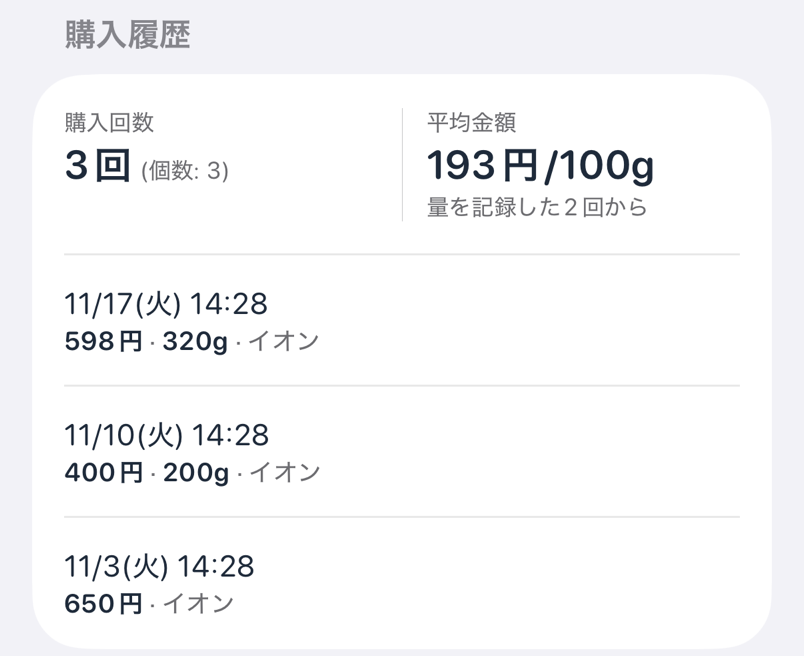 購入履歴
購入回数
3回 (個数: 3)
平均金額
193円/100g
量を記録した2回から
11/17(火) 14:28
598円 · 320g · イオン
11/10(火) 14:28
400円 · 200g · イオン
11/3(火) 14:28
650円 · イオン